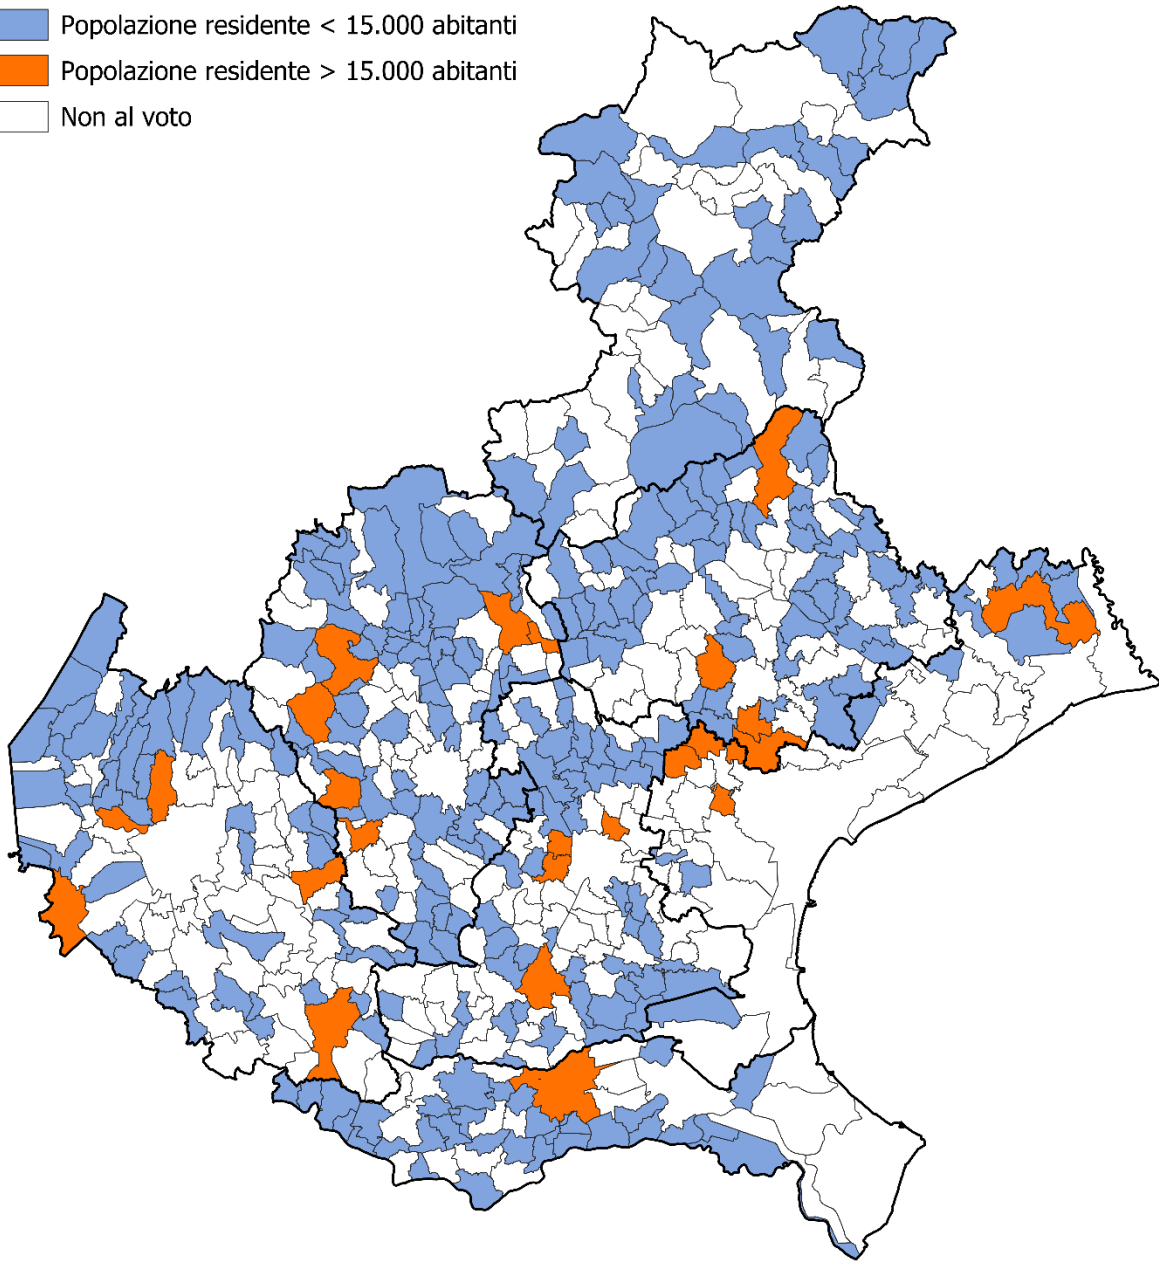 Popolazione residente < 15.000 abitanti
Popolazione residente > 15.000 abitanti
Non al voto